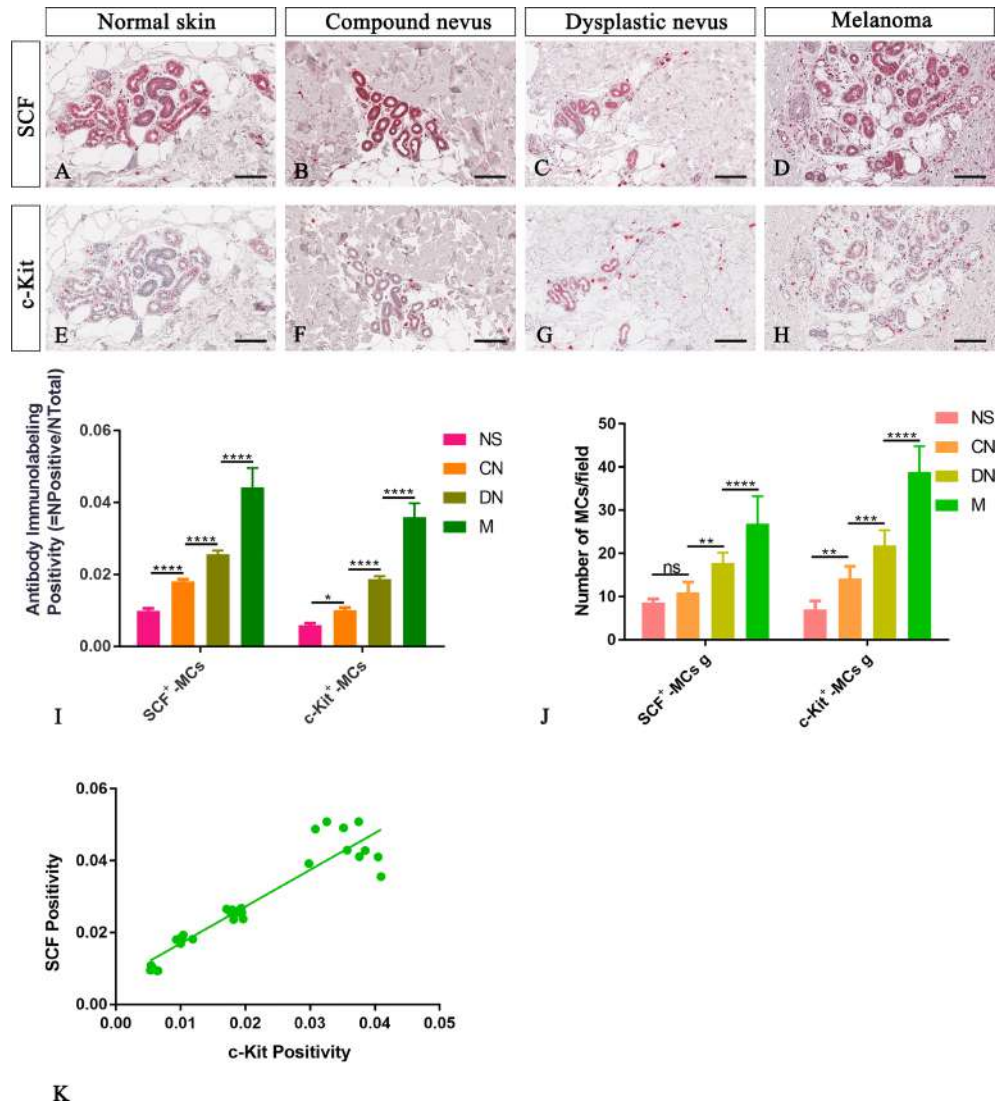 Normal skin
Compound nevus
Dysplastic nevus
Melanoma
SCF
A
B
C
D
c-Kit
E
F
G
H
Antibody Immunolabeling
Positivity (=NPositive/NTotal)
0.06
0.04
0.02
0.00
****
****
****
*
****
****
NS
CN
DN
M
SCF⁺-MCs
c-Kit⁺-MCs
I
Number of MCs/field
50
40
30
20
10
0
ns
**
****
**
***
****
NS
CN
DN
M
SCF⁺-MCs g
c-Kit⁺-MCs g
J
SCF Positivity
0.06
0.04
0.02
0.00
0.00
0.01
0.02
0.03
0.04
0.05
c-Kit Positivity
K